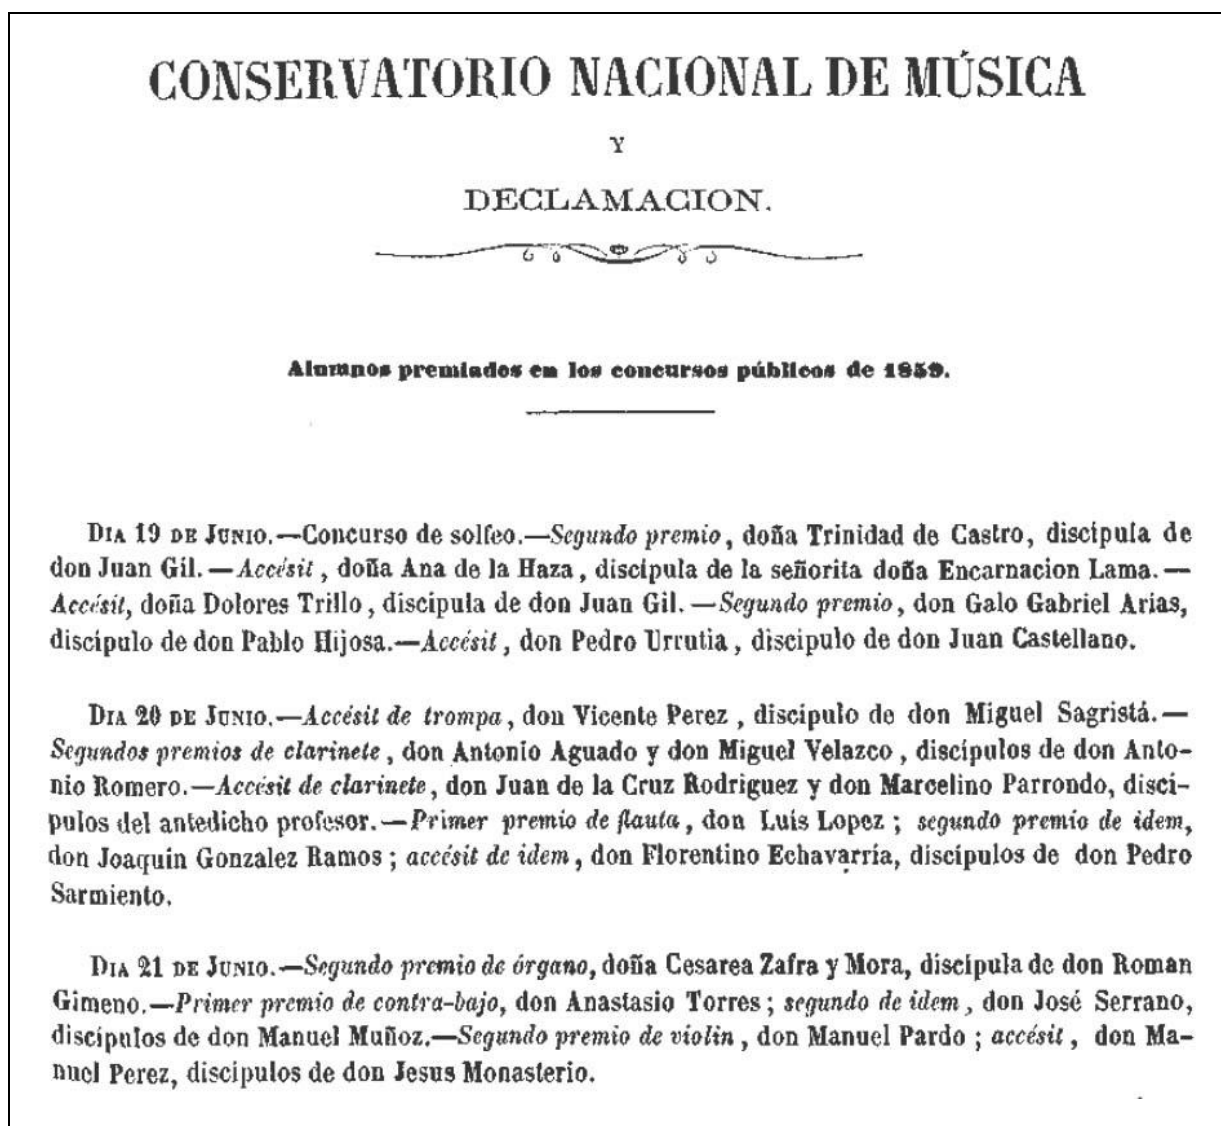 CONSERVATORIO NACIONAL DE MÚSICA
Y
DECLAMACION.
Alumnos premiados en los concursos públicos de 1859.
DIA 19 DE JUNIO.—Concurso de solfeo.—Segundo premio, doña Trinidad de Castro, discípula de
don Juan Gil.—Accésit, doña Ana de la Haza, discípula de la señorita doña Encarnacion Lama.—
Accésit, doña Dolores Trillo, discípula de don Juan Gil.—Segundo premio, don Galo Gabriel Arias,
discípulo de don Pablo Hijosa.—Accésit, don Pedro Urrutia, discípulo de don Juan Castellano.
DIA 20 DE JUNIO.—Accésit de trompa, don Vicente Perez, discípulo de don Miguel Sagristá.—
Segundos premios de clarinete, don Antonio Aguado y don Miguel Velazco, discípulos de don Anto-
nio Romero.—Accésit de clarinete, don Juan de la Cruz Rodriguez y don Marcelino Parrondo, discí-
pulos del antedicho profesor.—Primer premio de flauta, don Luis Lopez; segundo premio de idem,
don Joaquin Gonzalez Ramos; accésit de idem, don Florentino Echavarría, discípulos de don Pedro
Sarmiento.
DIA 21 DE JUNIO.—Segundo premio de órgano, doña Cesarea Zafra y Mora, discípula de don Roman
Gimeno.—Primer premio de contra-bajo, don Anastasio Torres; segundo de idem, don José Serrano,
discípulos de don Manuel Muñoz.—Segundo premio de violin, don Manuel Pardo; accésit, don Ma-
nuel Perez, discípulos de don Jesus Monasterio.